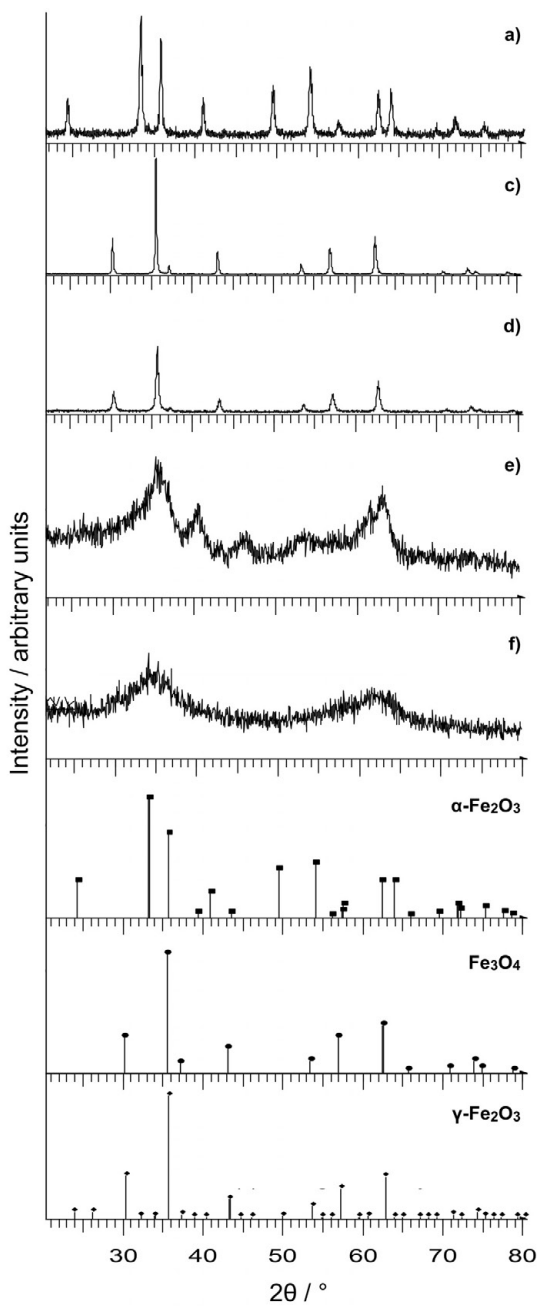 a)
c)
d)
e)
f)
Intensity / arbitrary units
α-Fe2O3
Fe3O4
γ-Fe2O3
30 40 50 60 70 80
2θ / °